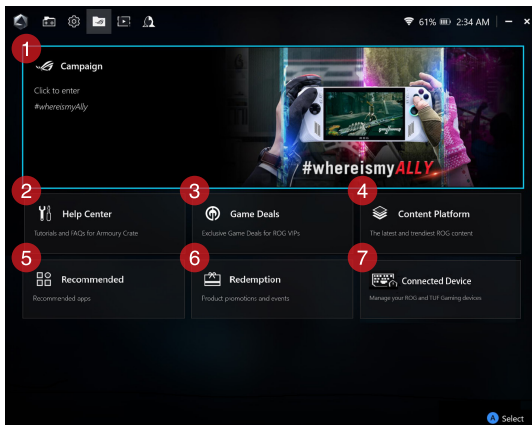 61% 2:34 AM
1
Campaign
Click to enter
#whereismyAlly
#whereismyALLY
2
Help Center
Tutorials and FAQs for Armoury Crate
3
Game Deals
Exclusive Game Deals for ROG VIPs
4
Content Platform
The latest and trendiest ROG content
5
Recommended
Recommended apps
6
Redemption
Product promotions and events
7
Connected Device
Manage your ROG and TUF Gaming devices
A Select